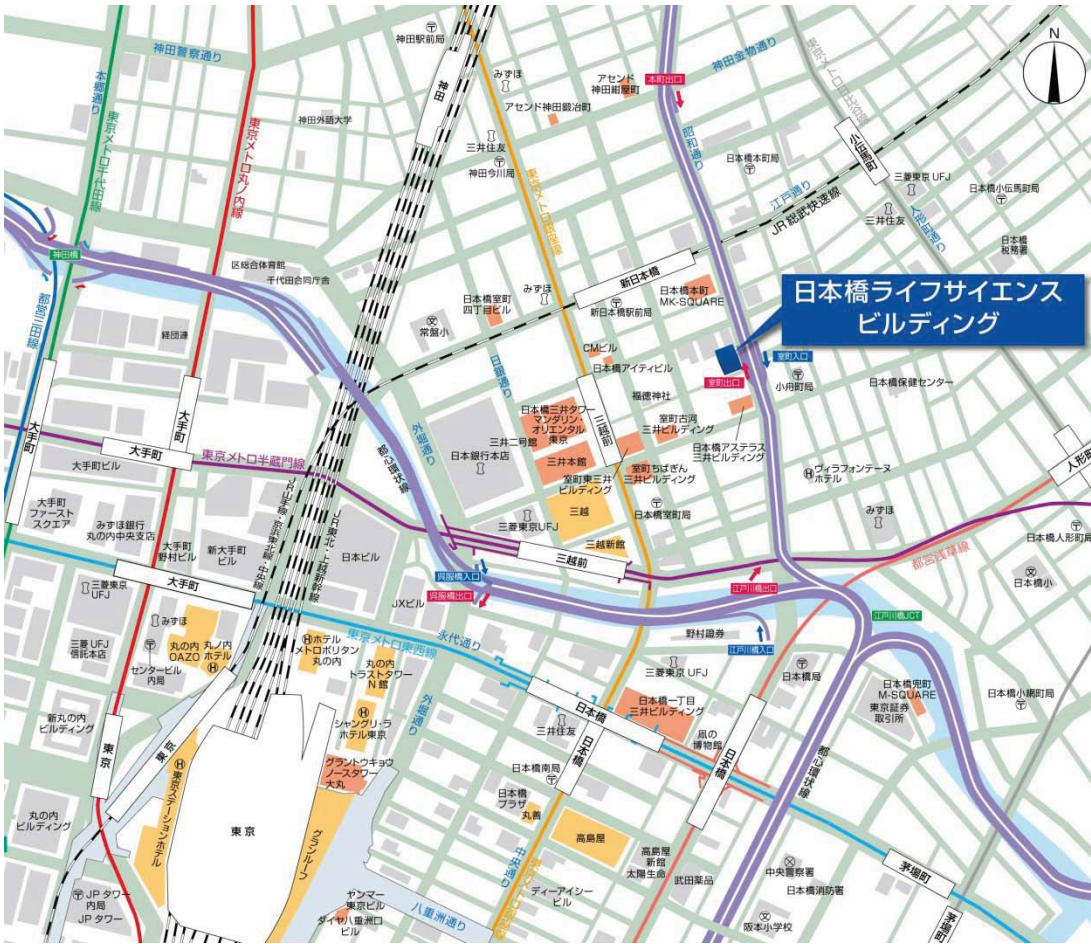 神田駅前局
神田警察通り
神田
みずほ
アセンド
神田紺屋町
本町出口
神田金物通り
N
本郷通り
アセンド神田鍛冶町
神田外語大学
東京メトロ千代田線
東京メトロ丸ノ内線
三井住友
神田今川局
昭和通り
日本橋本町局
小伝馬町
三菱東京 UFJ
日本橋小伝馬町局
江戸通り
JR 総武快速線
三井住友
人形町通り
日本橋
税務署
神田橋
区総合体育館
千代田合同庁舎
都営三田線
みずほ
新日本橋
日本橋室町
四丁目ビル
新日本橋駅前局
日本橋本町
MK-SQUARE
日本橋ライフサイエンス
ビルディング
経団連
常盤小
日銀通り
CMビル
日本橋アイティビル
室町入口
室町出口
小舟町局
日本橋保健センター
大手町
大手町
福徳神社
三越前
日本橋三井タワー
マンダリン・
オリエンタル
東京
室町古河
三井ビルディング
日本橋アステラス
三井ビルディング
外堀通り
都心環状線
三井二号館
日本銀行本店
三井本館
大手町
東京メトロ半蔵門線
大手町ビル
室町東三井
ビルディング
室町ちばぎん
三井ビルディング
ヴィラフォンテーヌ
ホテル
人形町
大手町
ファースト
スクエア
みずほ銀行
丸の内中央支店
JR山手線・京浜東北線・中央線
JR東北・上越新幹線
三菱東京UFJ
三越
日本橋室町局
みずほ
日本橋人形町局
大手町
野村ビル
新大手町
ビル
日本ビル
三越新館
三越前
都営浅草線
日本橋小
大手町
呉服橋入口
呉服橋出口
江戸川橋出口
三菱東京
UFJ
JXビル
江戸川橋JCT
みずほ
永代通り
東京メトロ東西線
野村證券
江戸川橋入口
三菱 UFJ
信託本店
丸の内
OAZO
丸ノ内
ホテル
センタービル
内局
ホテル
メトロポリタン
丸の内
丸の内
トラストタワー
N 館
三菱東京 UFJ
日本橋局
日本橋兜町
M-SQUARE
東京証券
取引所
日本橋小網町局
外堀通り
日本橋
日本橋一丁目
三井ビルディング
新丸の内
ビルディング
シャングリ・ラ
ホテル東京
三井住友
凧の
博物館
日本橋
日本橋
東京
東京
グラントウキョウ
ノースタワー
大丸
日本橋南局
都心環状線
東京ステーションホテル
日本橋
プラザ
丸善
丸の内
ビルディング
東京
グランルーフ
高島屋
高島屋
新館
太陽生命
中央通り
茅場町
中央警察署
日本橋消防署
武田薬品
JP タワー
内局
JP タワー
ヤンマー
東京ビル
ディーアイシー
ビル
ダイヤ八重洲口
ビル
八重洲通り
阪本小学校
茅場町